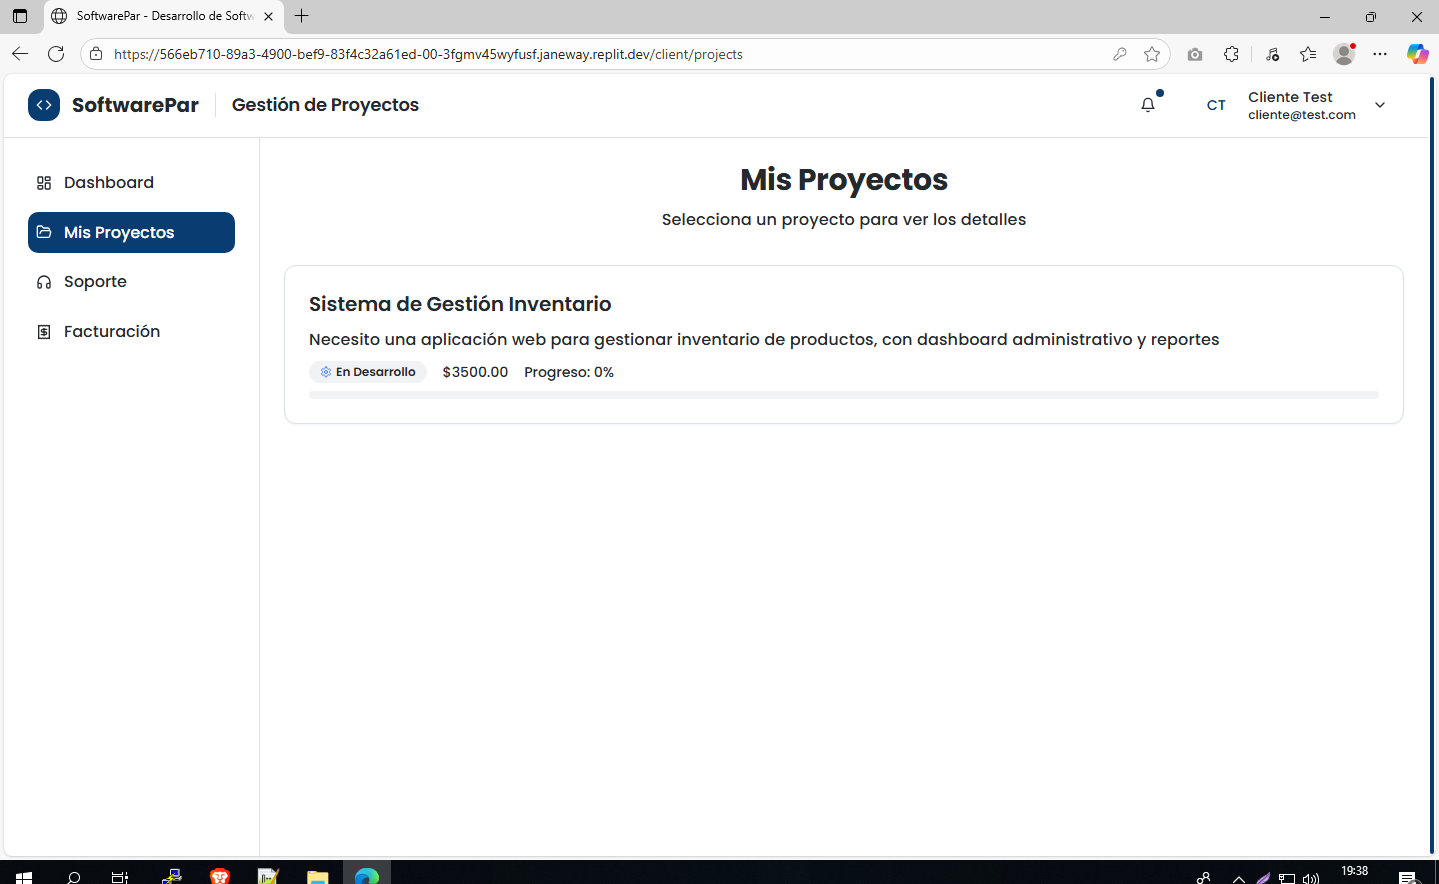 SoftwarePar - Desarrollo de Softw
https://566eb710-89a3-4900-bef9-83f4c32a61ed-00-3fgmv45wyfusf.janeway.replit.dev/client/projects
SoftwarePar
Gestión de Proyectos
CT
Cliente Test
cliente@test.com
Dashboard
Mis Proyectos
Soporte
Facturación
Mis Proyectos
Selecciona un proyecto para ver los detalles
Sistema de Gestión Inventario
Necesito una aplicación web para gestionar inventario de productos, con dashboard administrativo y reportes
En Desarrollo $3500.00 Progreso: 0%
19:38